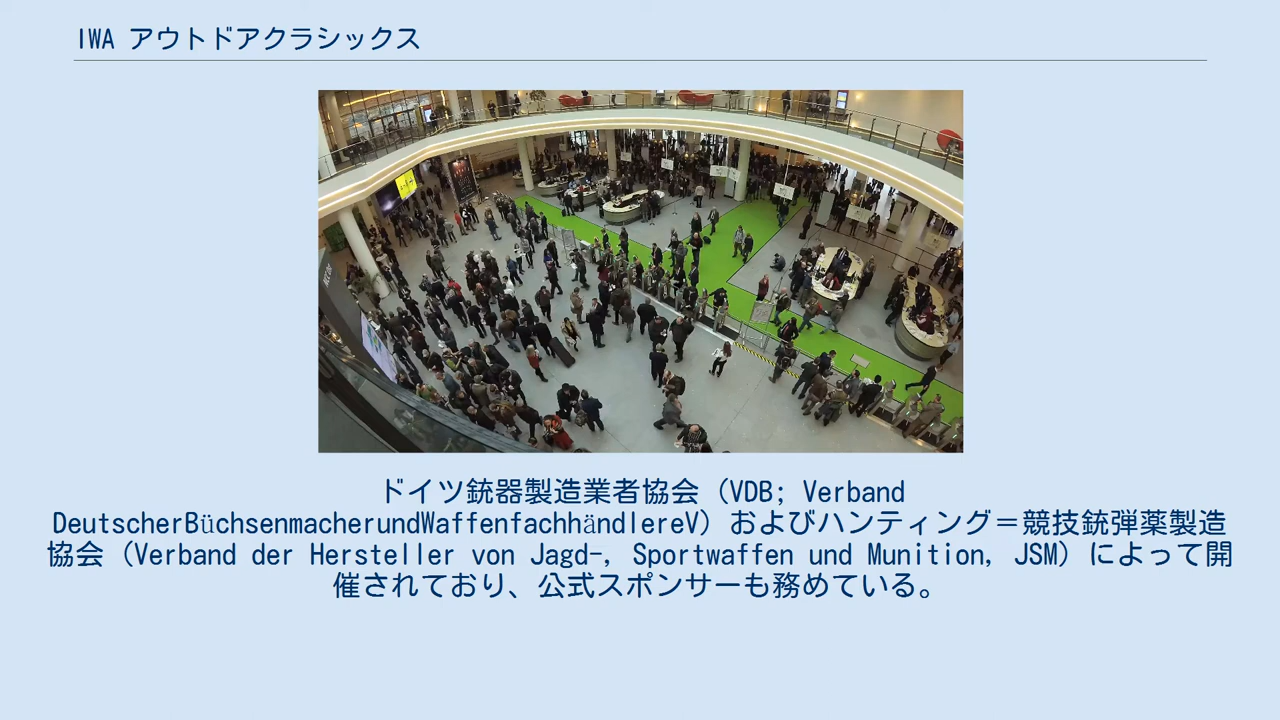 IWA アウトドアクラシックス
ドイツ銃器製造業者協会（VDB; Verband
DeutscherBüchsenmacherundWaffenfachhändlereV）およびハンティング＝競技銃弾薬製造
協会（Verband der Hersteller von Jagd-, Sportwaffen und Munition, JSM）によって開
催されており、公式スポンサーも務めている。